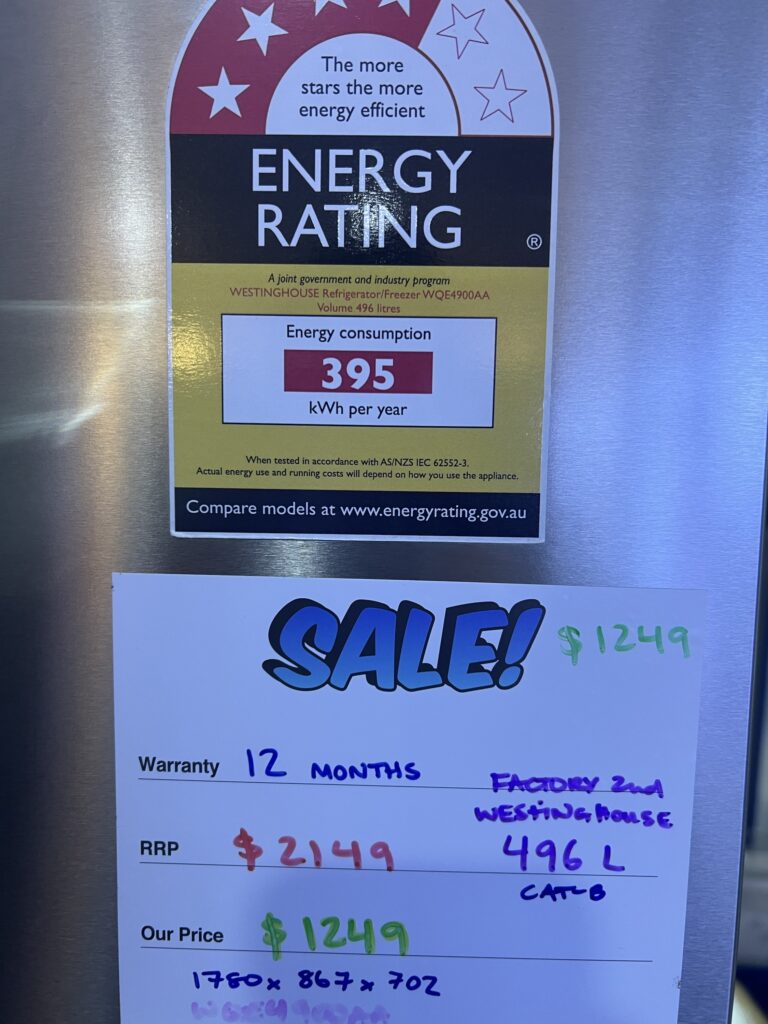 The more
stars the more
energy efficient
ENERGY
RATING ®
A joint government and industry program
WESTINGHOUSE Refrigerator/Freezer WQE4900AA
Volume 496 litres
Energy consumption
395
kWh per year
When tested in accordance with AS/NZS IEC 62552-3.
Actual energy use and running costs will depend on how you use the appliance.
Compare models at www.energyrating.gov.au
SALE! $1249
Warranty 12 MONTHS
FACTORY 2nd
WESTINGHOUSE
RRP $2149 496 L
CAT-B
Our Price $1249
1780 x 867 x 702